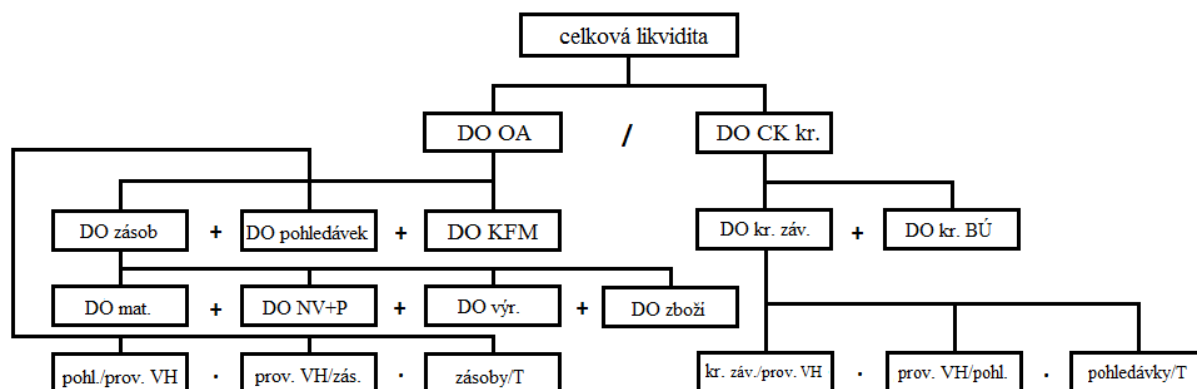 celková likvidita
DO OA / DO CK kr.
DO zásob + DO pohledávek + DO KFM DO kr. záv. + DO kr. BÚ
DO mat. + DO NV+P + DO výr. + DO zboží
pohl./prov. VH · prov. VH/zás. · zásoby/T kr. záv./prov. VH · prov. VH/pohl. · pohledávky/T